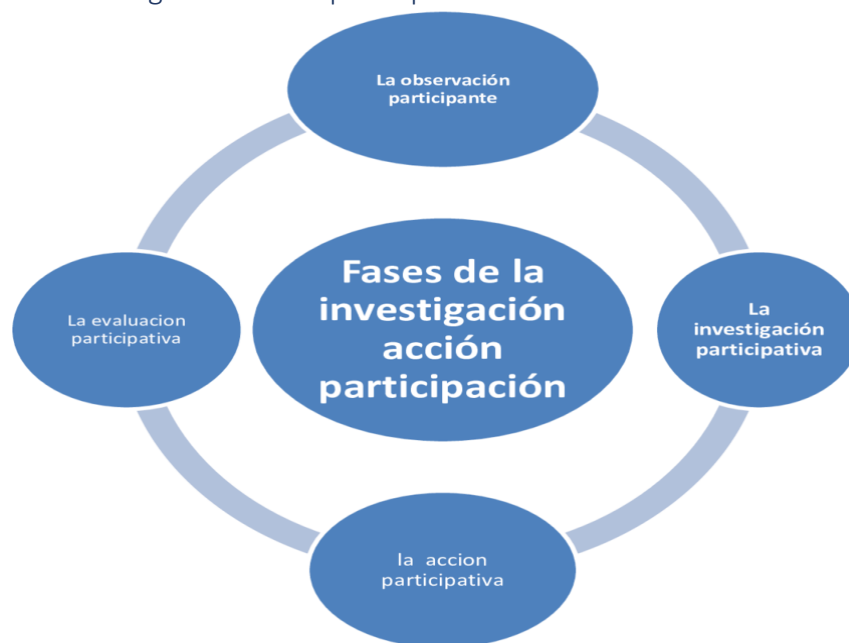 La observación
participante
Fases de la
investigación
acción
participación
La
investigación
participativa
La evaluacion
participativa
la accion
participativa